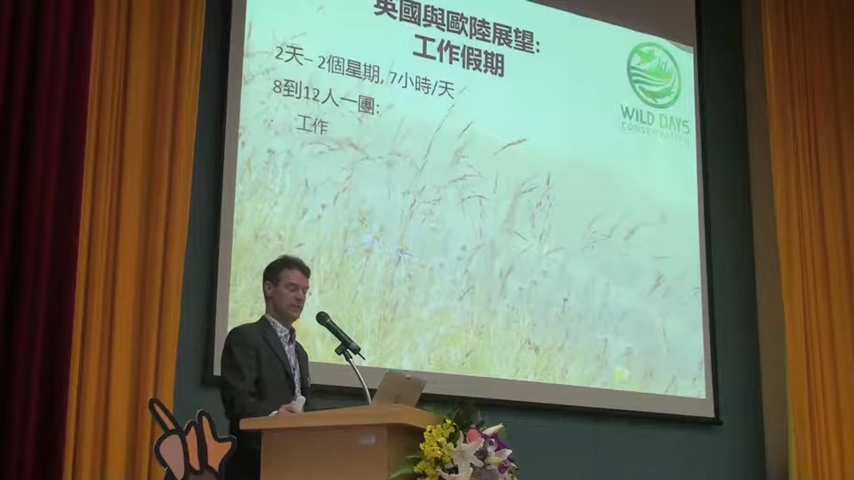 英國與歐陸展望:
工作假期
2天– 2個星期, 7小時/天
8到12人一團:
工作
WiLD DAYS
CONSERVATION